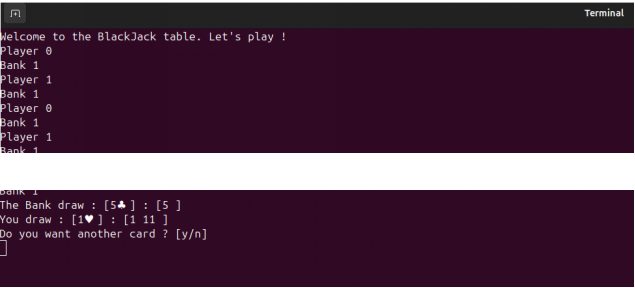 Terminal
Welcome to the BlackJack table. Let's play !
Player 0
Bank 1
Player 1
Bank 1
Player 0
Bank 1
Player 1
Bank 1
Bank 1
The Bank draw : [5♣] : [5 ]
You draw : [1♥] : [1 11 ]
Do you want another card ? [y/n]